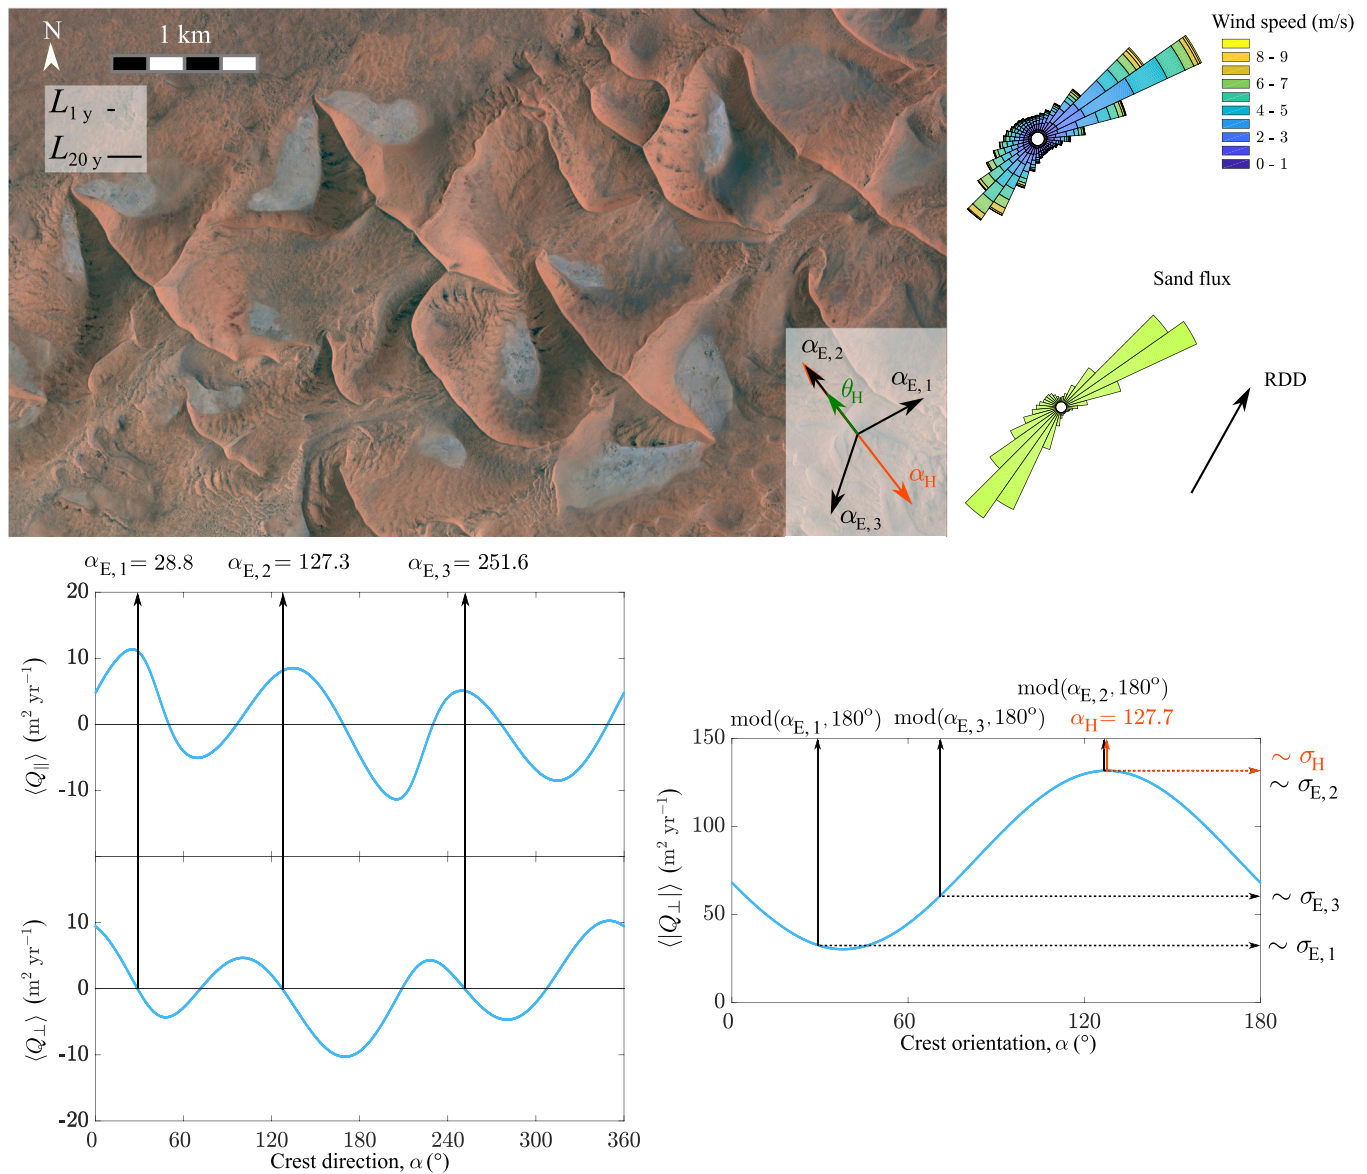 N
1 km
L1 y
L20 y
αE, 2
θH
αE, 1
αH
αE, 3
Wind speed (m/s)
8 - 9
6 - 7
4 - 5
2 - 3
0 - 1
Sand flux
RDD
αE, 1 = 28.8
αE, 2 = 127.3
αE, 3 = 251.6
20
10
0
-10
⟨Q∥⟩ (m² yr⁻¹)
10
0
-10
-20
⟨Q⊥⟩ (m² yr⁻¹)
0 60 120 180 240 300 360
Crest direction, α (°)
mod(αE, 2, 180°)
mod(αE, 1, 180°) mod(αE, 3, 180°) αH = 127.7
150
100
50
0
⟨|Q⊥|⟩ (m² yr⁻¹)
∼ σH
∼ σE, 2
∼ σE, 3
∼ σE, 1
0 60 120 180
Crest orientation, α (°)